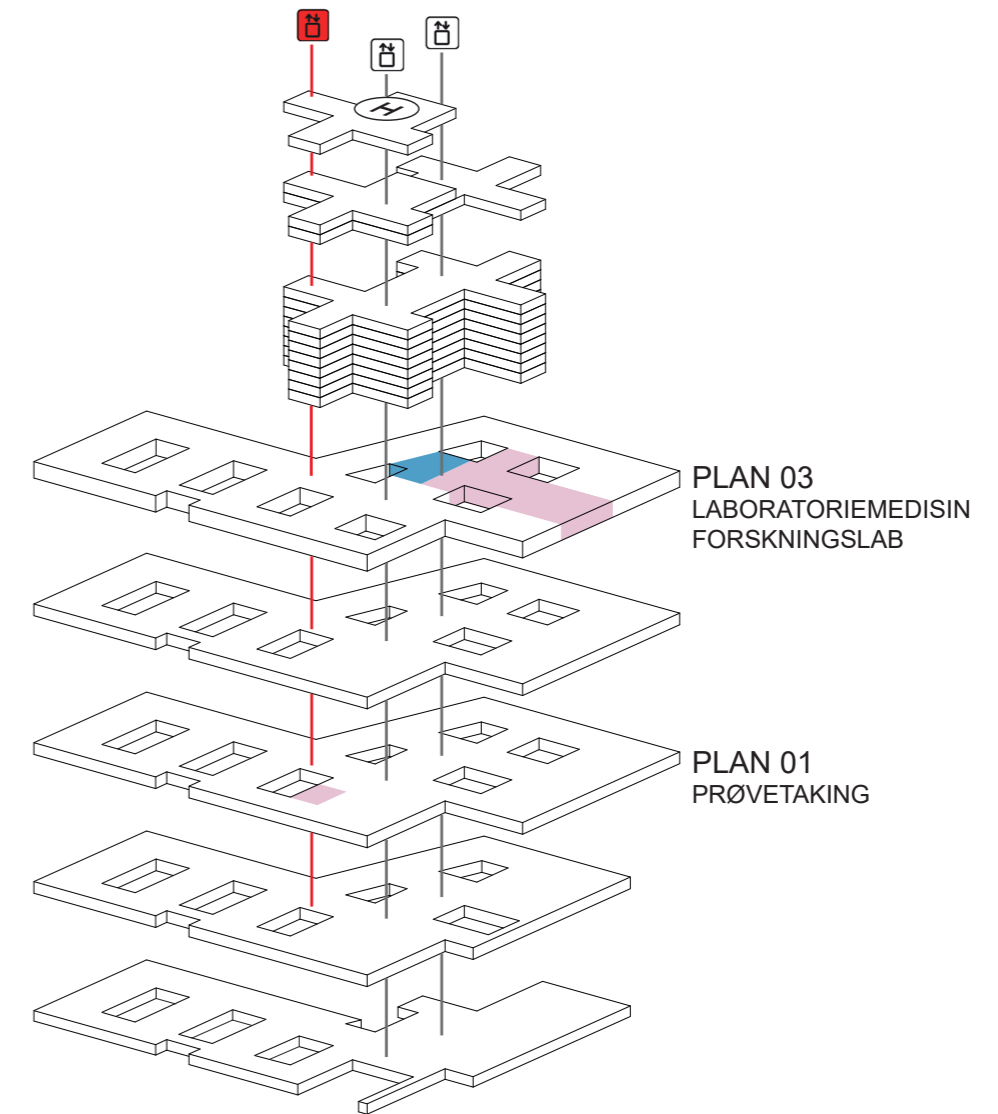 H
PLAN 03
LABORATORIEMEDISIN
FORSKNINGSLAB
PLAN 01
PRØVETAKING